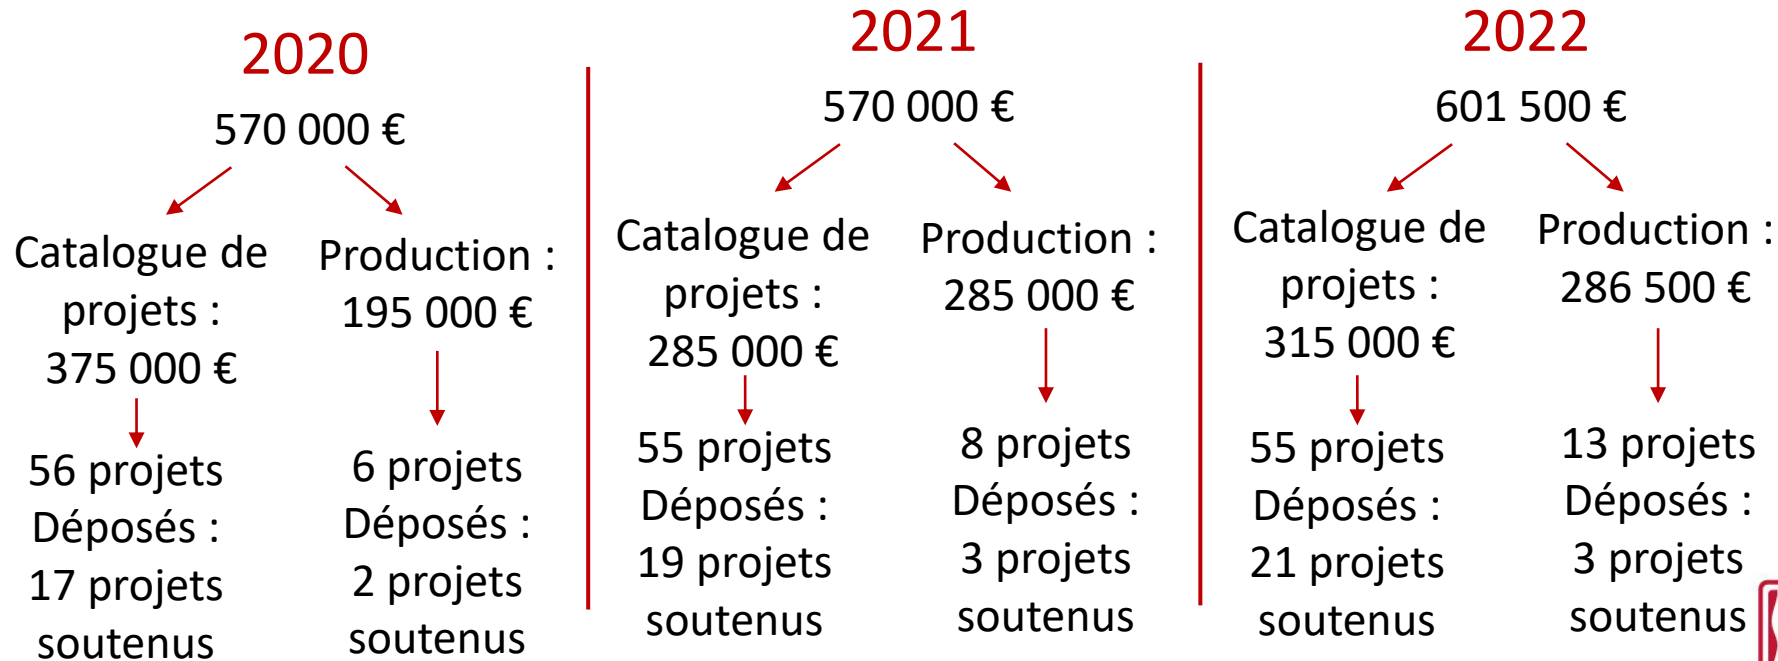 2020
570 000 €
Catalogue de
projets :
375 000 €
56 projets
Déposés :
17 projets
soutenus
Production :
195 000 €
6 projets
Déposés :
2 projets
soutenus
2021
570 000 €
Catalogue de
projets :
285 000 €
55 projets
Déposés :
19 projets
soutenus
Production :
285 000 €
8 projets
Déposés :
3 projets
soutenus
2022
601 500 €
Catalogue de
projets :
315 000 €
55 projets
Déposés :
21 projets
soutenus
Production :
286 500 €
13 projets
Déposés :
3 projets
soutenus